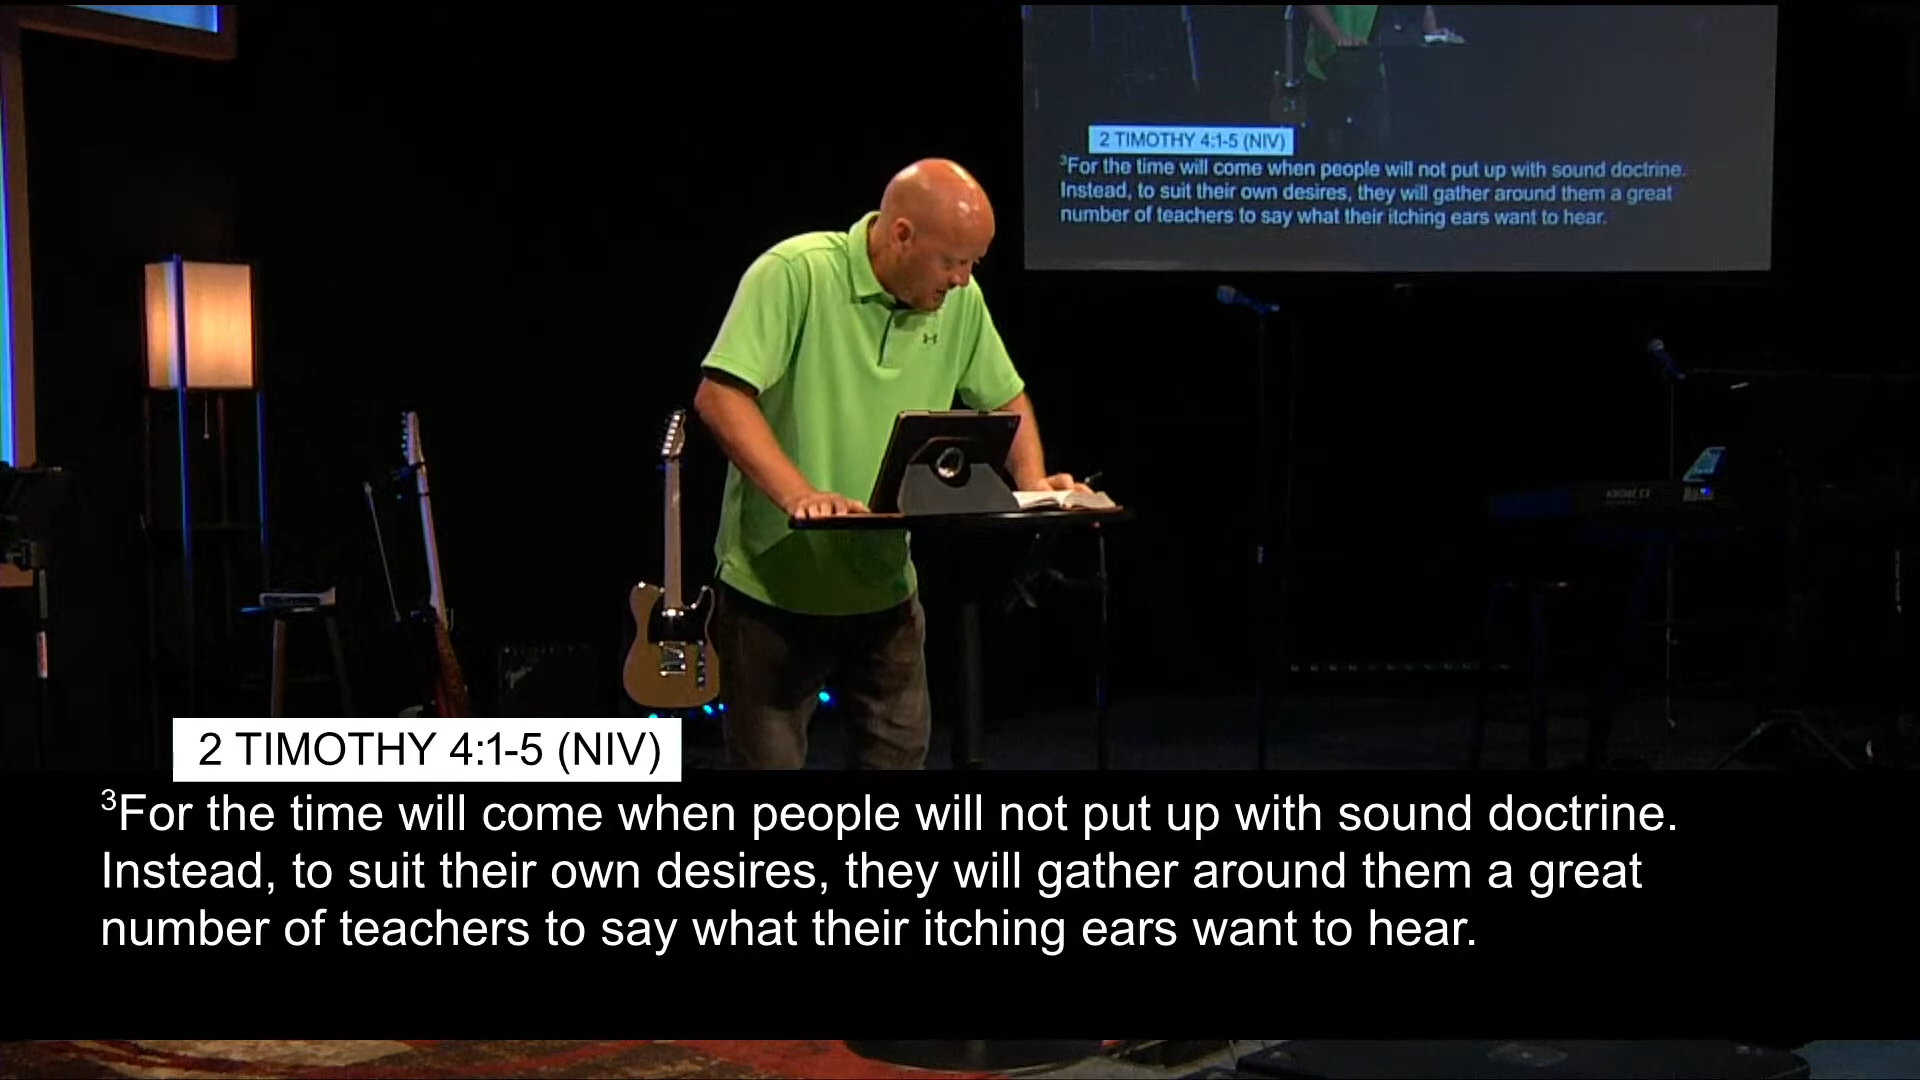 2 TIMOTHY 4:1-5 (NIV)
³For the time will come when people will not put up with sound doctrine.
Instead, to suit their own desires, they will gather around them a great
number of teachers to say what their itching ears want to hear.
2 TIMOTHY 4:1-5 (NIV)
³For the time will come when people will not put up with sound doctrine.
Instead, to suit their own desires, they will gather around them a great
number of teachers to say what their itching ears want to hear.